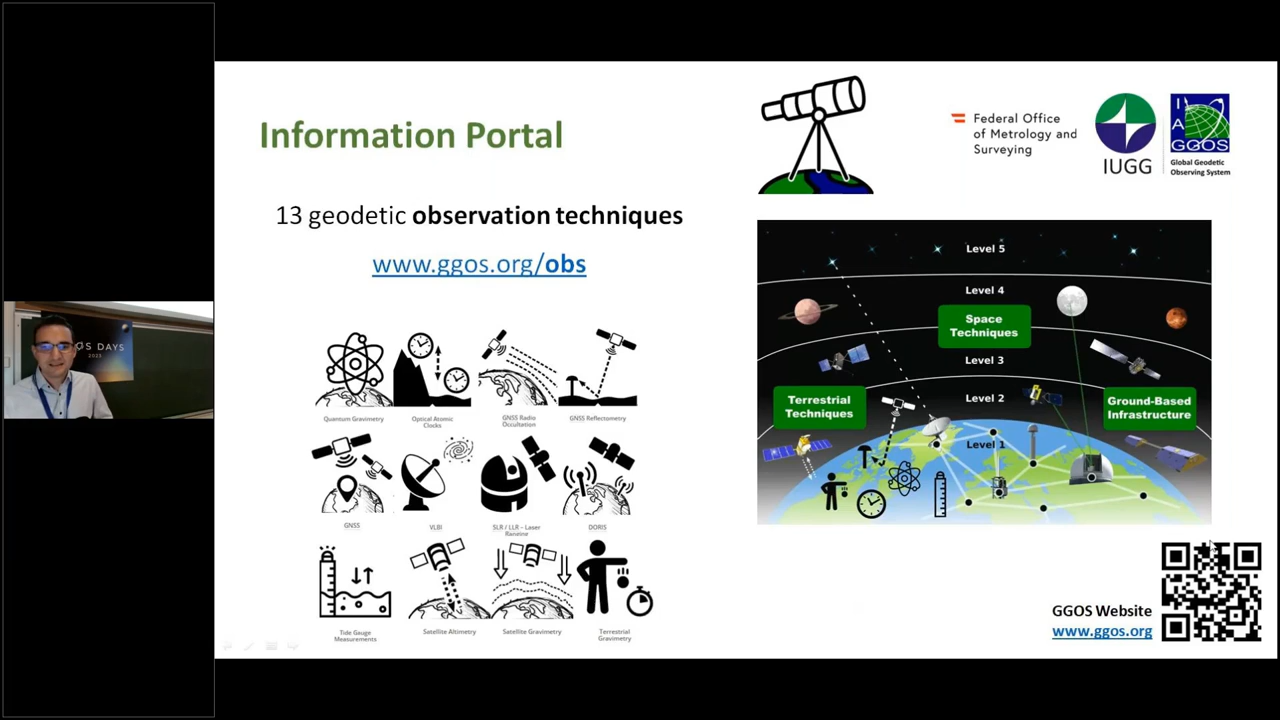 Information Portal
Federal Office
of Metrology and
Surveying
IUGG
I
A
GGOS
Global Geodetic
Observing System
13 geodetic observation techniques
www.ggos.org/obs
Quantum Gravimetry
Optical Atomic
Clocks
GNSS Radio
Occultation
GNSS Reflectometry
GNSS
VLBI
SLR / LLR – Laser
Ranging
DORIS
Tide Gauge
Measurements
Satellite Altimetry
Satellite Gravimetry
Terrestrial
Gravimetry
Level 5
Level 4
Space
Techniques
Level 3
Terrestrial
Techniques
Level 2
Ground-Based
Infrastructure
Level 1
GGOS Website
www.ggos.org
OS DAYS
2023